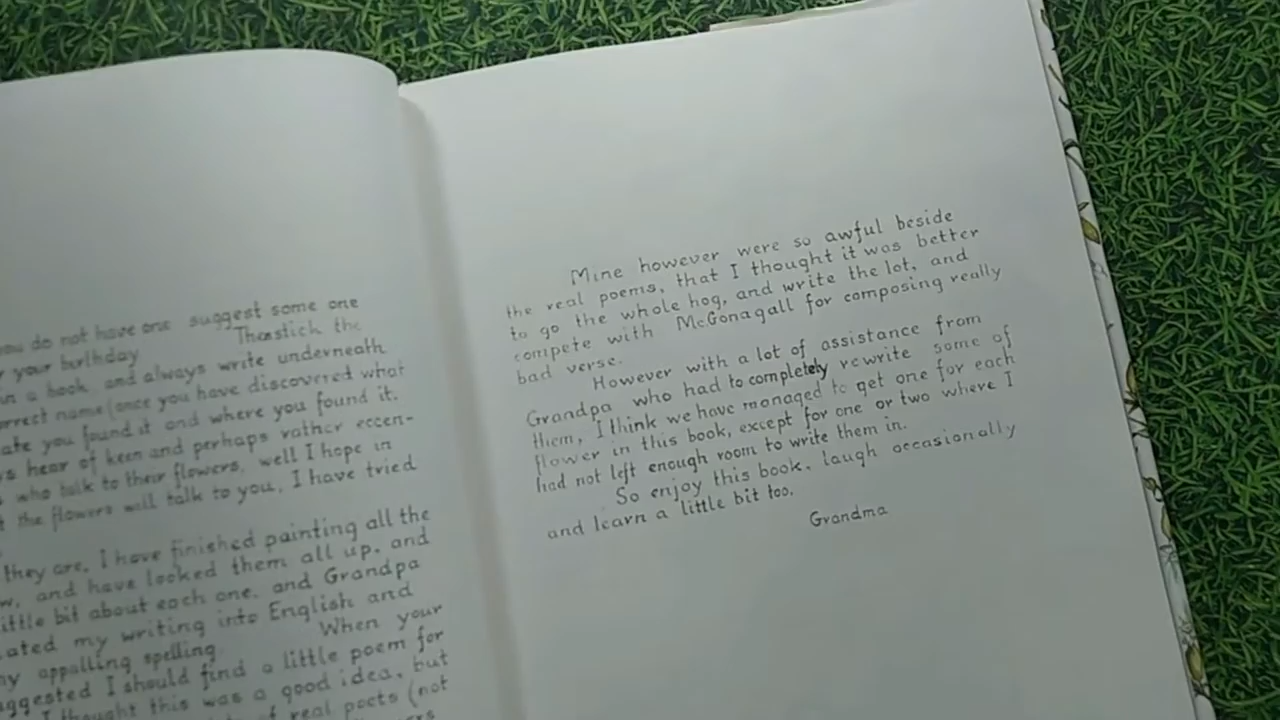 you do not have one suggest some one
your birthday Then stick the
in a book, and always write underneath
correct name (once you have discovered what
date you found it and where you found it.
hear of keen and perhaps rather eccen-
who talk to their flowers, well I hope in
the flowers will talk to you, I have tried
they are, I have finished painting all the
and have looked them all up, and
little bit about each one, and Grandpa
my writing into English and
my appalling spelling. When your
suggested I should find a little poem for
I thought this was a good idea, but
of real poets (not
Mine however were so awful beside
the real poems, that I thought it was better
to go the whole hog, and write the lot, and
compete with McGonagall for composing really
bad verse.
However with a lot of assistance from
Grandpa who had to completely rewrite some of
them, I think we have managed to get one for each
flower in this book, except for one or two where I
had not left enough room to write them in.
So enjoy this book, laugh occasionally
and learn a little bit too.
Grandma